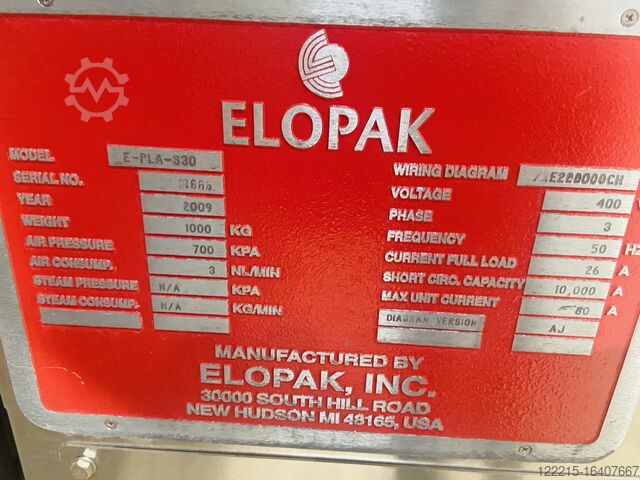 ELOPAK
MODEL E-PLA-S30
SERIAL NO.
YEAR 2009
WEIGHT 1000 KG
AIR PRESSURE 700 KPA
AIR CONSUMP. 3 NL/MIN
STEAM PRESSURE N/A KPA
STEAM CONSUMP. N/A KG/MIN
WIRING DIAGRAM
VOLTAGE 400
PHASE 3
FREQUENCY 50 HZ
CURRENT FULL LOAD 26 A
SHORT CIRC. CAPACITY 10,000 A
MAX UNIT CURRENT 60 A
DIAGRAM VERSION AJ
MANUFACTURED BY
ELOPAK, INC.
30000 SOUTH HILL ROAD
NEW HUDSON MI 48165, USA
122215-16407667